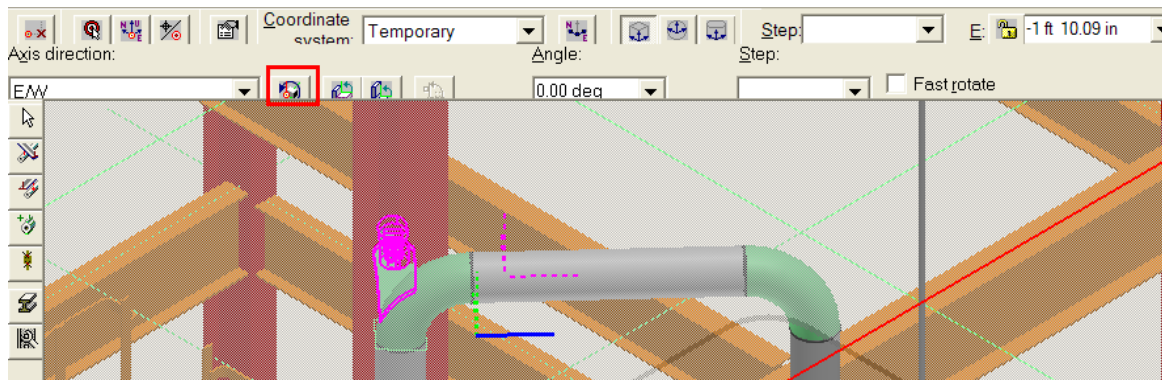 Coordinate system:
Temporary
Step:
E:
-1 ft 10.09 in
Axis direction:
Angle:
Step:
E/W
0.00 deg
Fast rotate